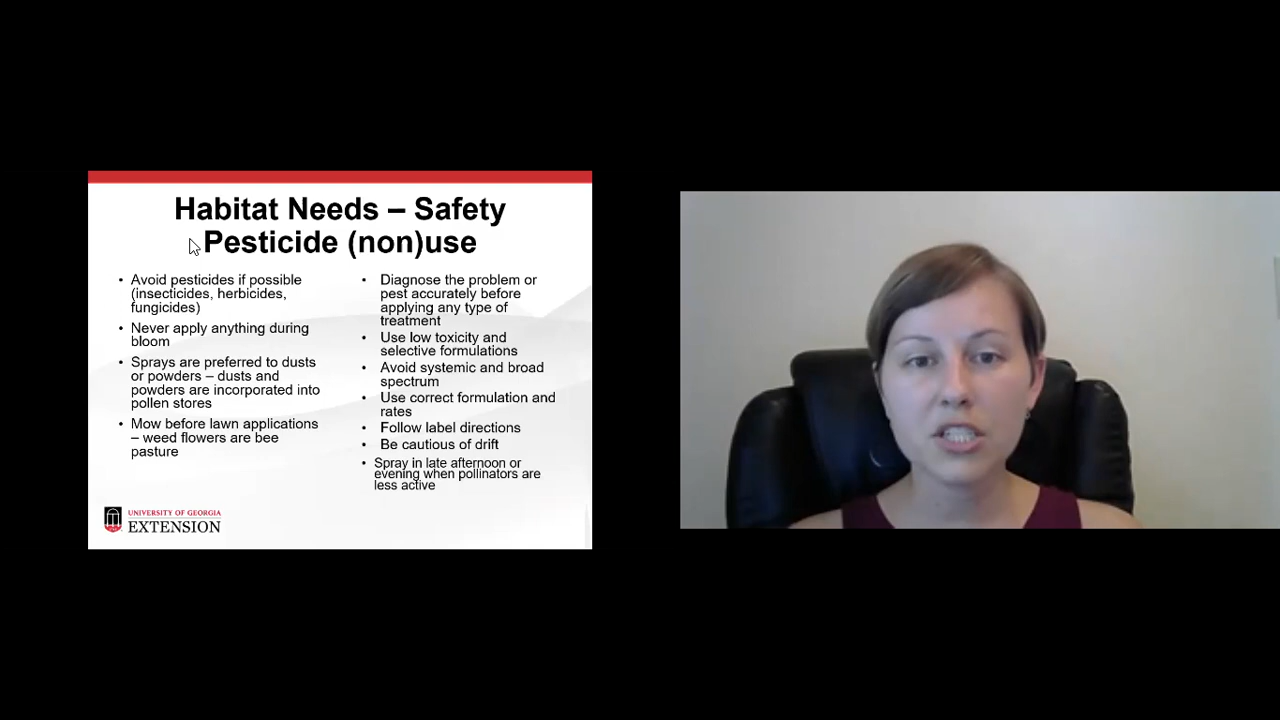 Habitat Needs – Safety
Pesticide (non)use
• Avoid pesticides if possible
(insecticides, herbicides,
fungicides)
• Never apply anything during
bloom
• Sprays are preferred to dusts
or powders – dusts and
powders are incorporated into
pollen stores
• Mow before lawn applications
– weed flowers are bee
pasture
• Diagnose the problem or
pest accurately before
applying any type of
treatment
• Use low toxicity and
selective formulations
• Avoid systemic and broad
spectrum
• Use correct formulation and
rates
• Follow label directions
• Be cautious of drift
• Spray in late afternoon or
evening when pollinators are
less active
UNIVERSITY OF GEORGIA
EXTENSION